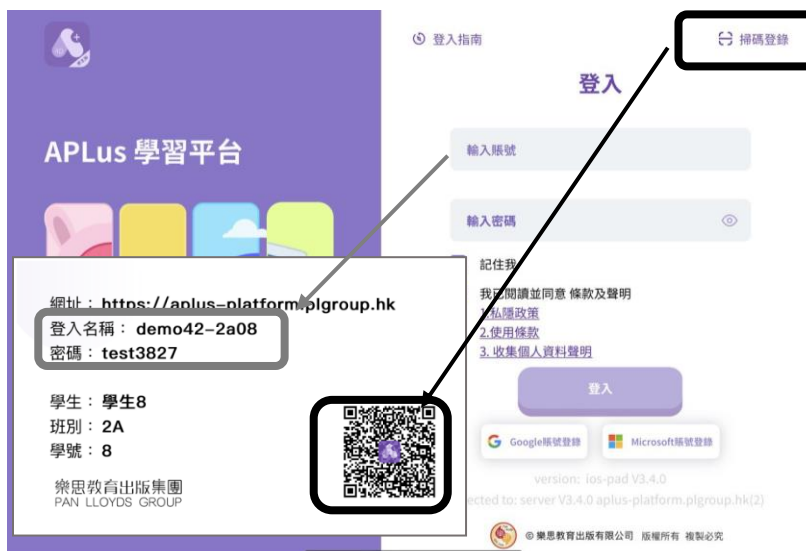 登入指南
掃碼登錄
登入
APLus 學習平台
輸入賬號
輸入密碼
記住我
我已閱讀並同意 條款及聲明
1.私隱政策
2.使用條款
3. 收集個人資料聲明
登入
Google賬號登錄
Microsoft賬號登錄
version: ios-pad V3.4.0
ected to: server V3.4.0 aplus-platform.plgroup.hk(2)
© 樂思教育出版有限公司 版權所有 複製必究
網址： https://aplus-platform.plgroup.hk
登入名稱： demo42-2a08
密碼： test3827
學生： 學生8
班別： 2A
學號： 8
樂思教育出版集團
PAN LLOYDS GROUP